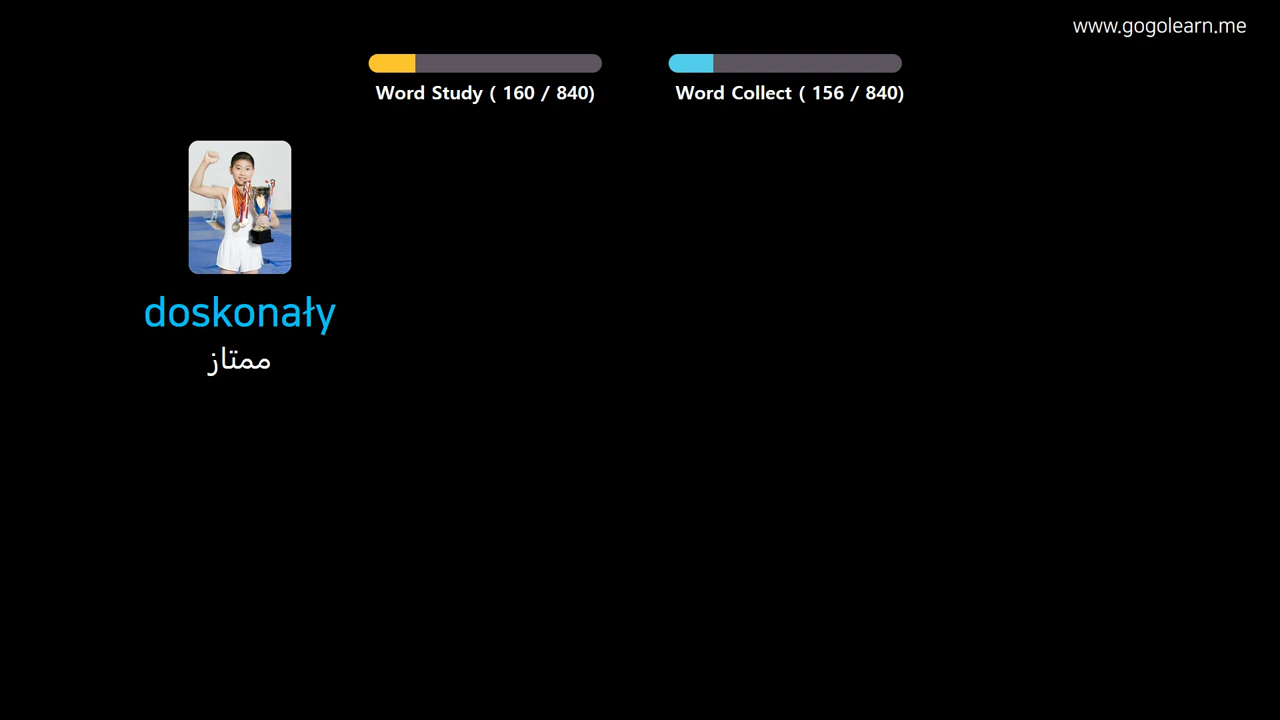 www.gogolearn.me
Word Study ( 160 / 840)
Word Collect ( 156 / 840)
doskonały
ممتاز